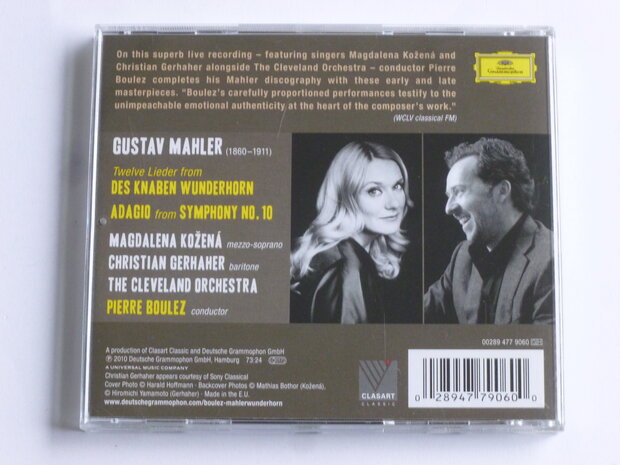 On this superb live recording – featuring singers Magdalena Kožená and
Christian Gerhaher alongside The Cleveland Orchestra – conductor Pierre
Boulez completes his Mahler discography with these early and late
masterpieces. "Boulez's carefully proportioned performances testify to the
unimpeachable emotional authenticity at the heart of the composer's work."
(WCLV classical FM)
Deutsche
Grammophon
GUSTAV MAHLER (1860–1911)
Twelve Lieder from
DES KNABEN WUNDERHORN
ADAGIO from SYMPHONY NO. 10
MAGDALENA KOŽENÁ mezzo-soprano
CHRISTIAN GERHAHER baritone
THE CLEVELAND ORCHESTRA
PIERRE BOULEZ conductor
00289 477 9060
A production of Clasart Classic and Deutsche Grammophon GmbH
℗ 2010 Deutsche Grammophon GmbH, Hamburg 73:24
A UNIVERSAL MUSIC COMPANY
Christian Gerhaher appears courtesy of Sony Classical
Cover Photo © Harald Hoffmann · Backcover Photos © Mathias Bothor (Kožená),
© Hiromichi Yamamoto (Gerhaher) · Made in the E.U.
www.deutschegrammophon.com/boulez-mahlerwunderhorn
CLASART
CLASSIC
0 28947 79060 0